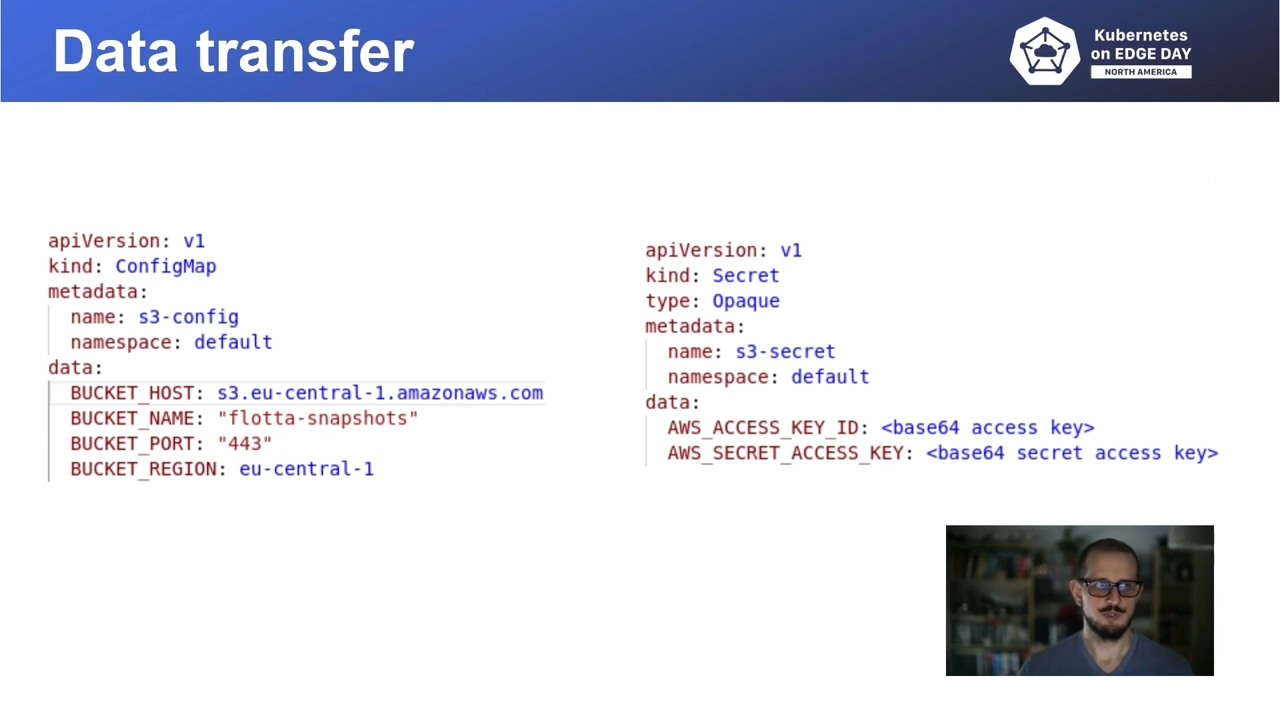 Data transfer
Kubernetes
on EDGE DAY
NORTH AMERICA
apiVersion: v1
kind: ConfigMap
metadata:
  name: s3-config
  namespace: default
data:
  BUCKET_HOST: s3.eu-central-1.amazonaws.com
  BUCKET_NAME: "flotta-snapshots"
  BUCKET_PORT: "443"
  BUCKET_REGION: eu-central-1
apiVersion: v1
kind: Secret
type: Opaque
metadata:
  name: s3-secret
  namespace: default
data:
  AWS_ACCESS_KEY_ID: <base64 access key>
  AWS_SECRET_ACCESS_KEY: <base64 secret access key>